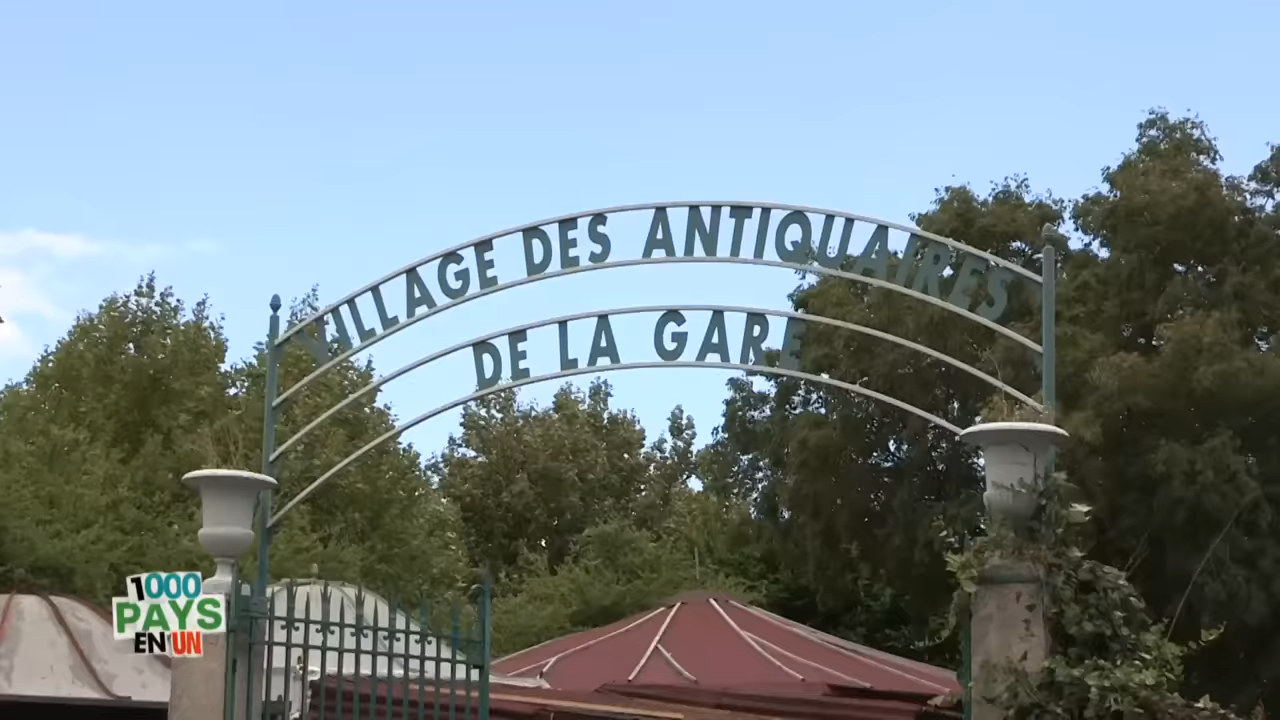 VILLAGE DES ANTIQUAIRES
DE LA GARE
1000
PAYS
EN UN